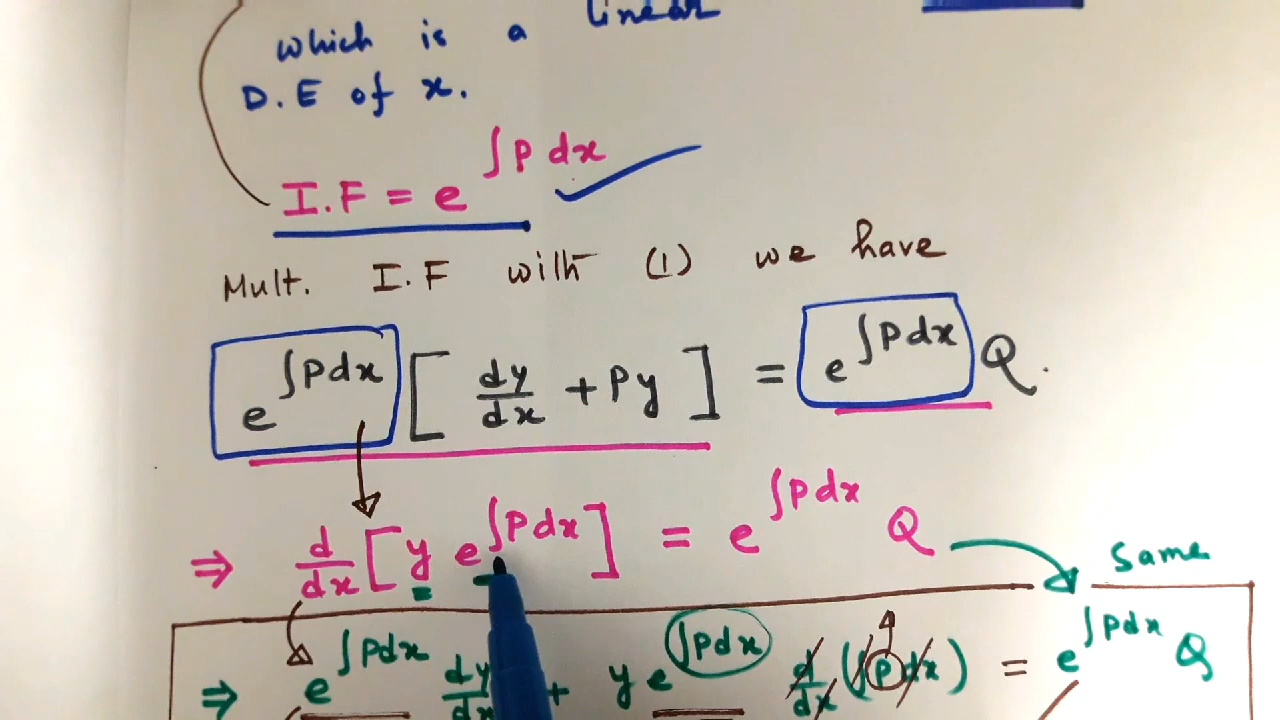 which is a linear
D.E of x.
I.F = e^{∫P dx} ✓
Mult. I.F with (1) we have
e^{∫Pdx} [ dy/dx + Py ] = e^{∫Pdx} Q.
⇒ d/dx [ y e^{∫Pdx} ] = e^{∫Pdx} Q
Same
⇒ e^{∫Pdx} dy/dx + y e^{∫Pdx} d/dx (∫P dx) = e^{∫Pdx} Q